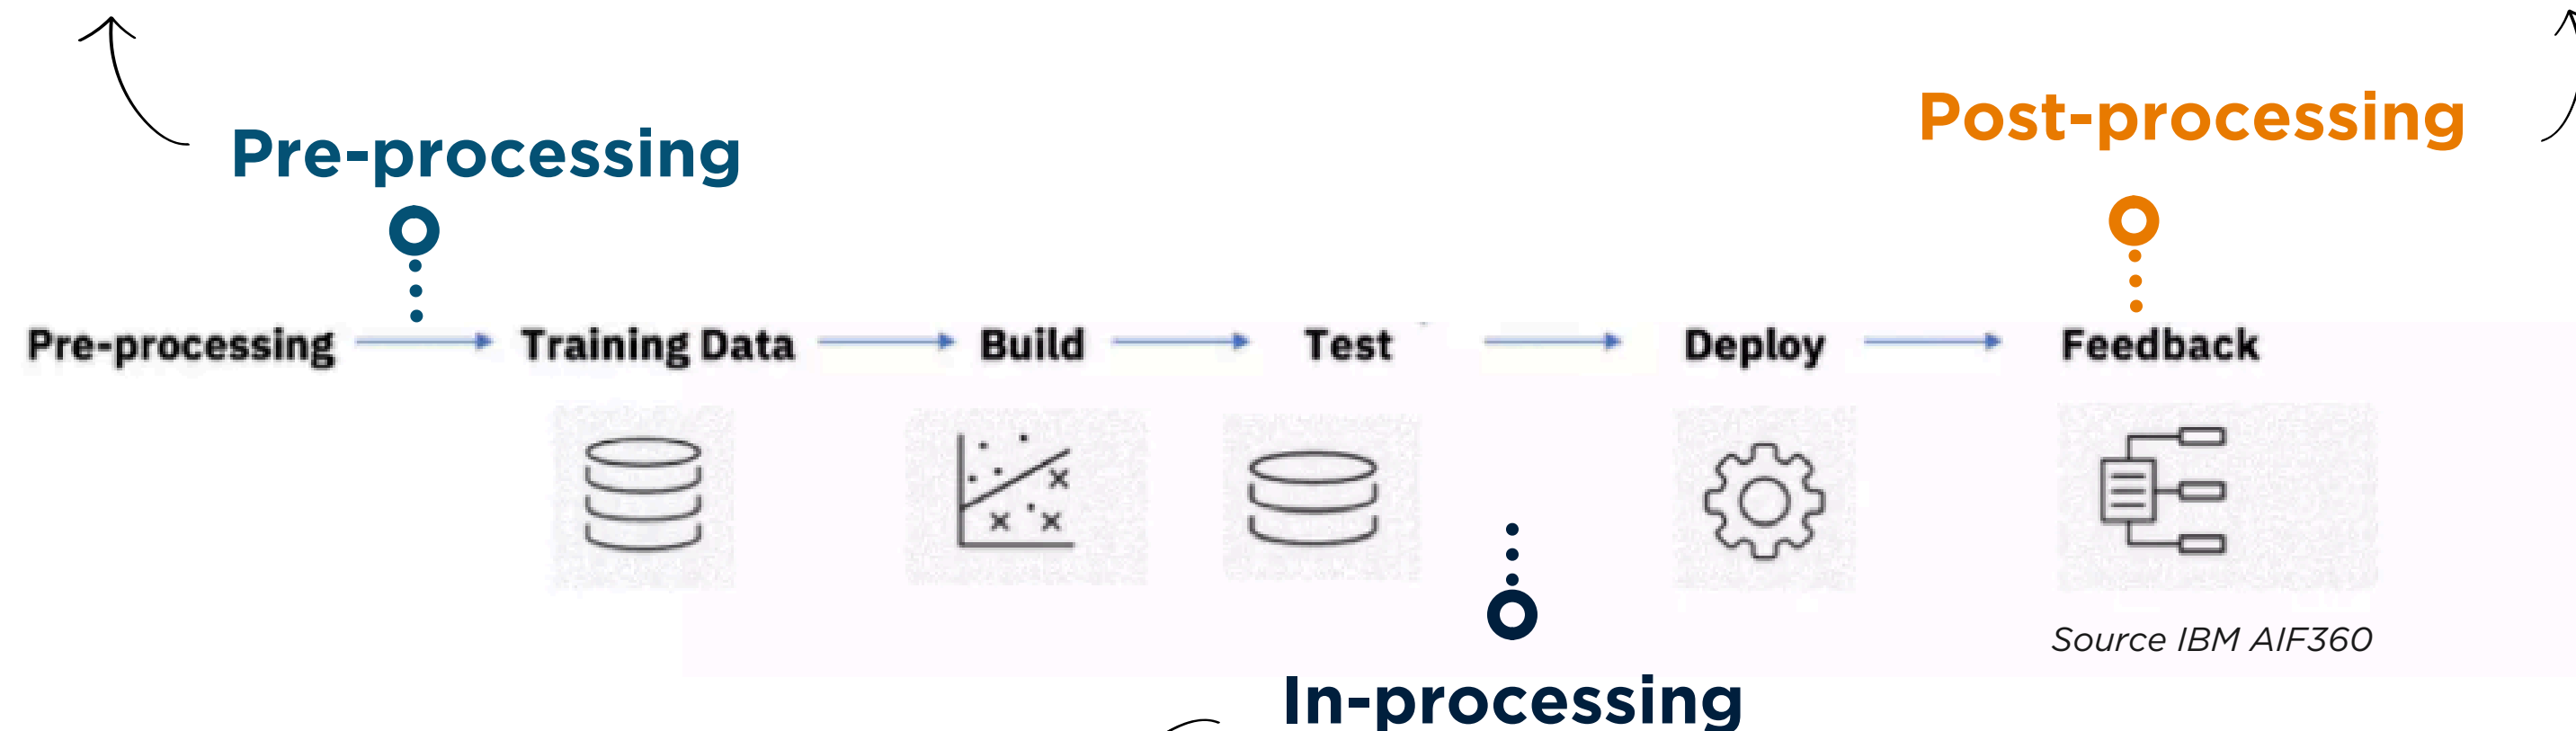 Pre-processing
Post-processing
Pre-processing Training Data Build Test Deploy Feedback
Source IBM AIF360
In-processing